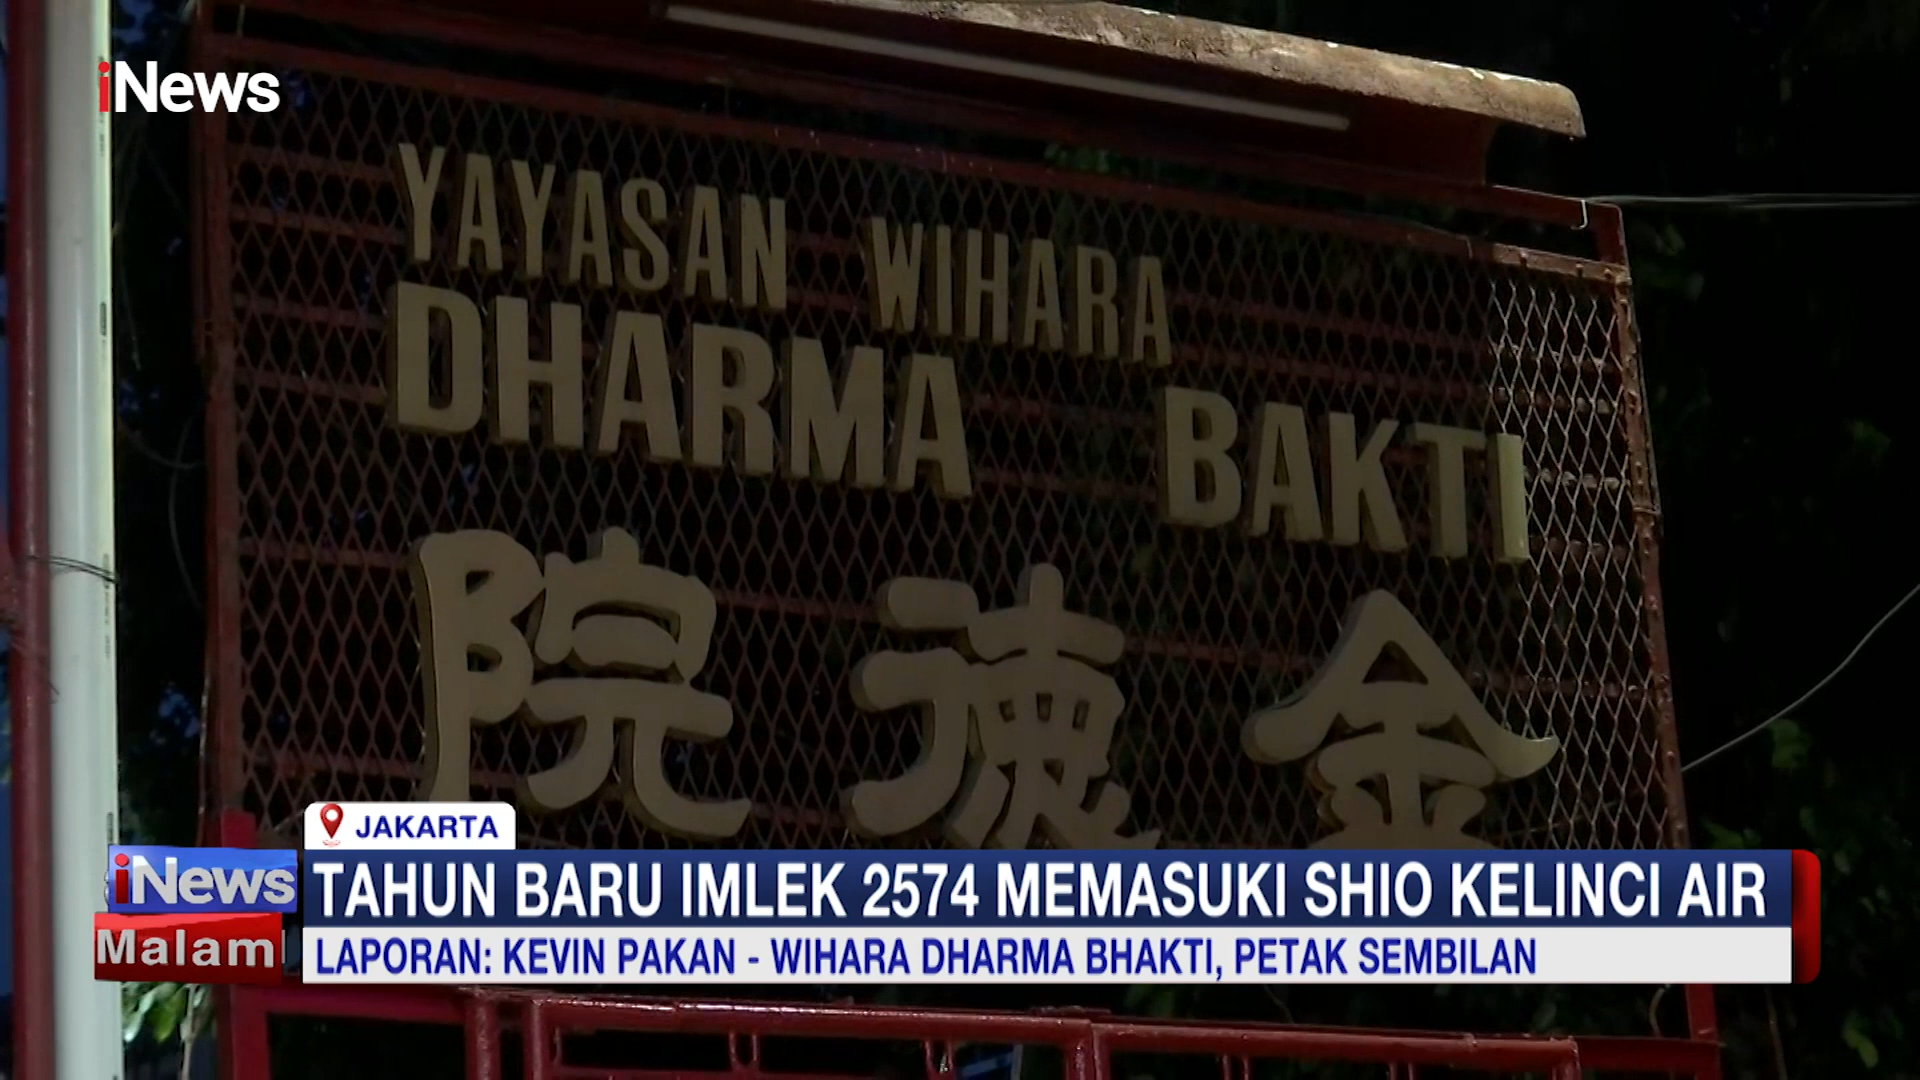 iNews
YAYASAN WIHARA
DHARMA BAKTI
院德金
JAKARTA
iNews
Malam
TAHUN BARU IMLEK 2574 MEMASUKI SHIO KELINCI AIR
LAPORAN: KEVIN PAKAN - WIHARA DHARMA BHAKTI, PETAK SEMBILAN